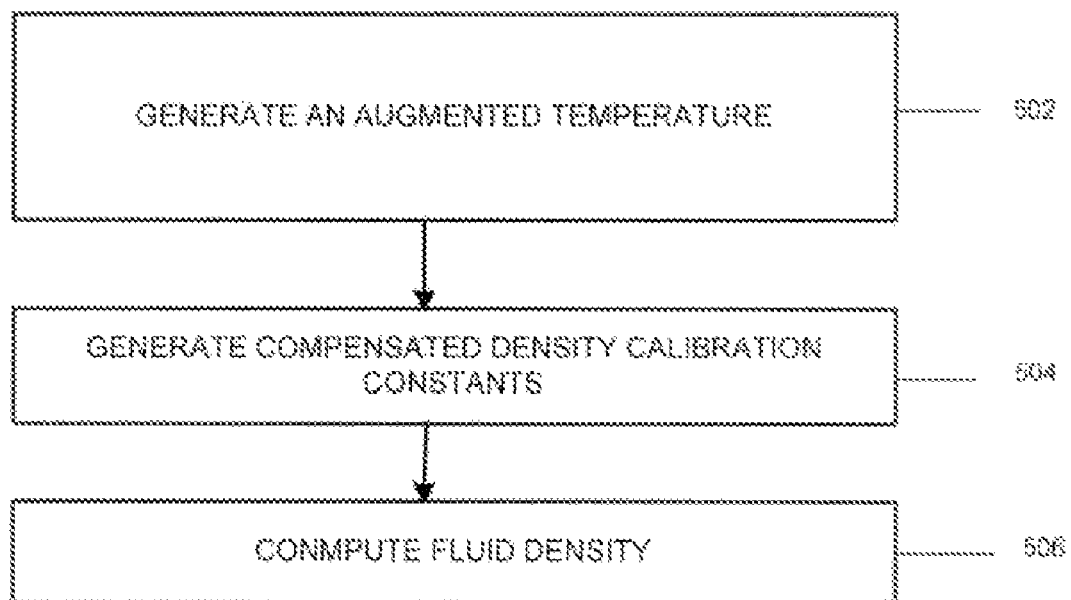 GENERATE AN AUGMENTED TEMPERATURE
502
GENERATE COMPENSATED DENSITY CALIBRATION
CONSTANTS
504
CONMPUTE FLUID DENSITY
506